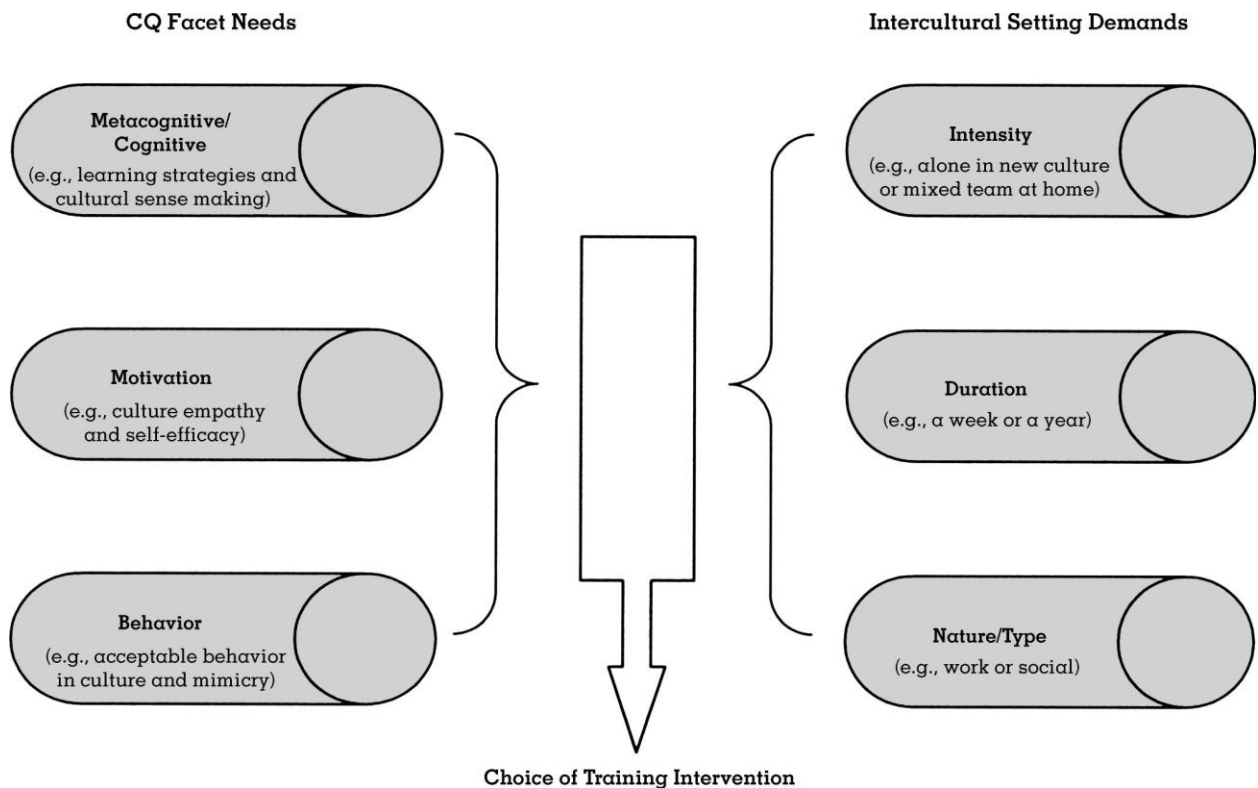 CQ Facet Needs
Metacognitive/
Cognitive
(e.g., learning strategies and
cultural sense making)
Motivation
(e.g., culture empathy
and self-efficacy)
Behavior
(e.g., acceptable behavior
in culture and mimicry)
Intercultural Setting Demands
Intensity
(e.g., alone in new culture
or mixed team at home)
Duration
(e.g., a week or a year)
Nature/Type
(e.g., work or social)
Choice of Training Intervention